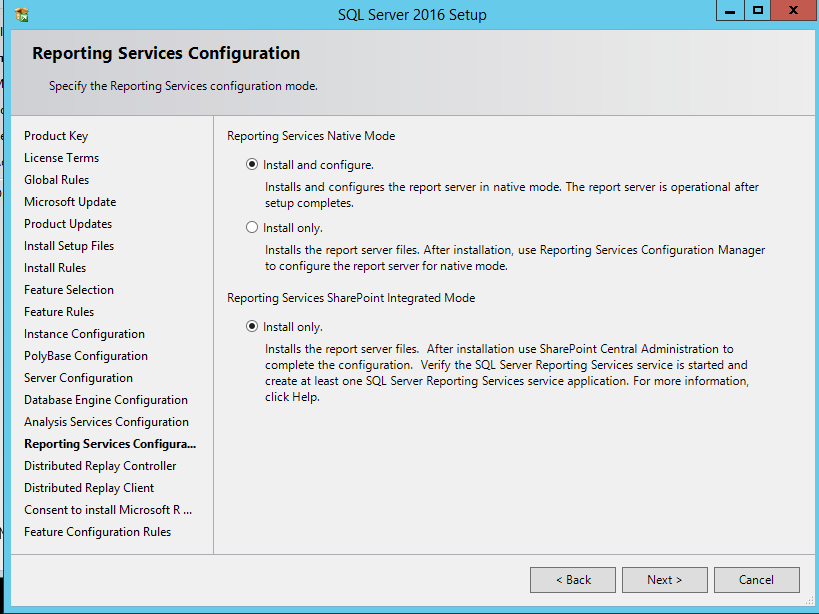 SQL Server 2016 Setup
Reporting Services Configuration
Specify the Reporting Services configuration mode.
Product Key
License Terms
Global Rules
Microsoft Update
Product Updates
Install Setup Files
Install Rules
Feature Selection
Feature Rules
Instance Configuration
PolyBase Configuration
Server Configuration
Database Engine Configuration
Analysis Services Configuration
Reporting Services Configura...
Distributed Replay Controller
Distributed Replay Client
Consent to install Microsoft R ...
Feature Configuration Rules
Reporting Services Native Mode
Install and configure.
Installs and configures the report server in native mode. The report server is operational after
setup completes.
Install only.
Installs the report server files. After installation, use Reporting Services Configuration Manager
to configure the report server for native mode.
Reporting Services SharePoint Integrated Mode
Install only.
Installs the report server files.  After installation use SharePoint Central Administration to
complete the configuration.  Verify the SQL Server Reporting Services service is started and
create at least one SQL Server Reporting Services service application. For more information,
click Help.
< Back
Next >
Cancel